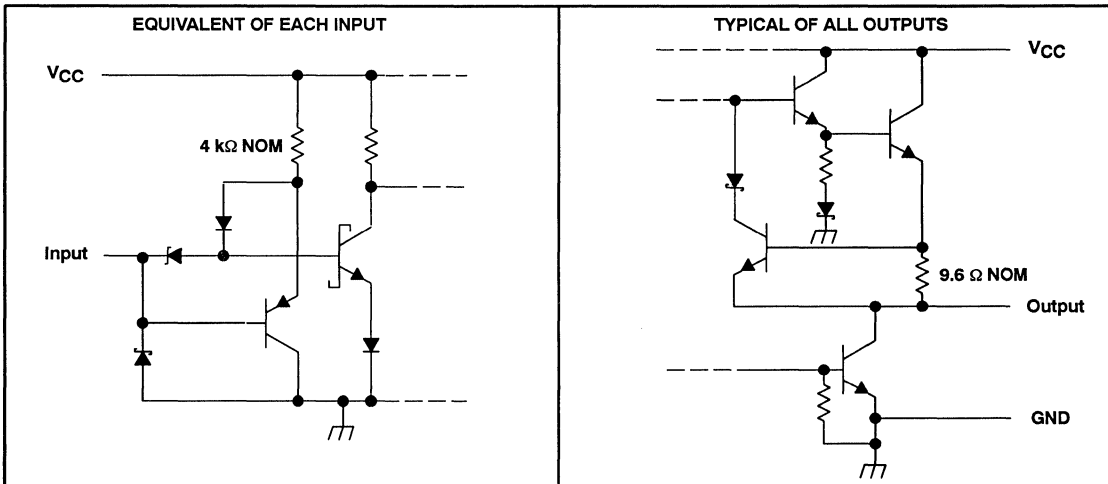 EQUIVALENT OF EACH INPUT
VCC
4 kΩ NOM
Input
TYPICAL OF ALL OUTPUTS
VCC
9.6 Ω NOM
Output
GND